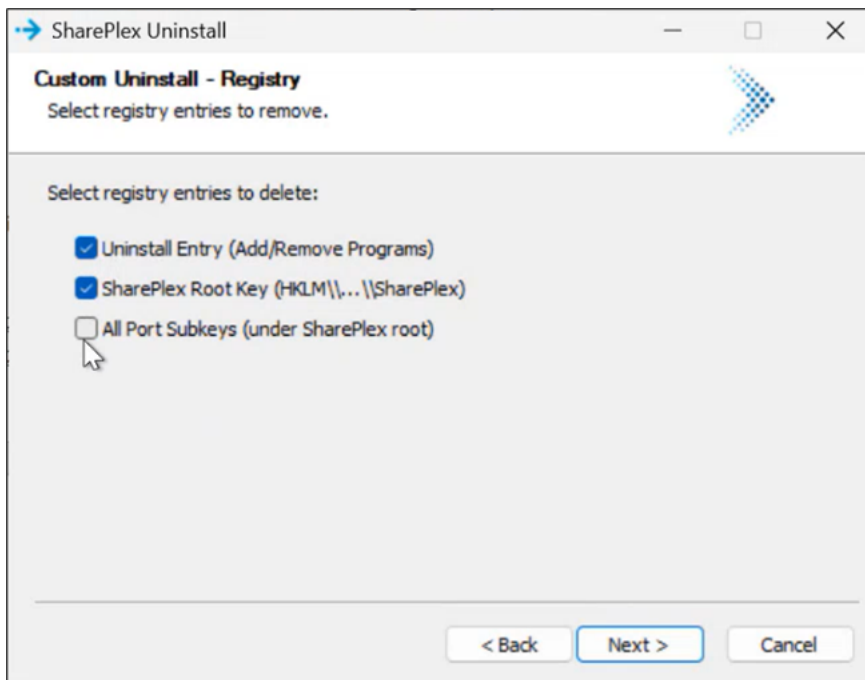 SharePlex Uninstall
Custom Uninstall - Registry
Select registry entries to remove.
Select registry entries to delete:
Uninstall Entry (Add/Remove Programs)
SharePlex Root Key (HKLM\\...\\SharePlex)
All Port Subkeys (under SharePlex root)
< Back Next > Cancel